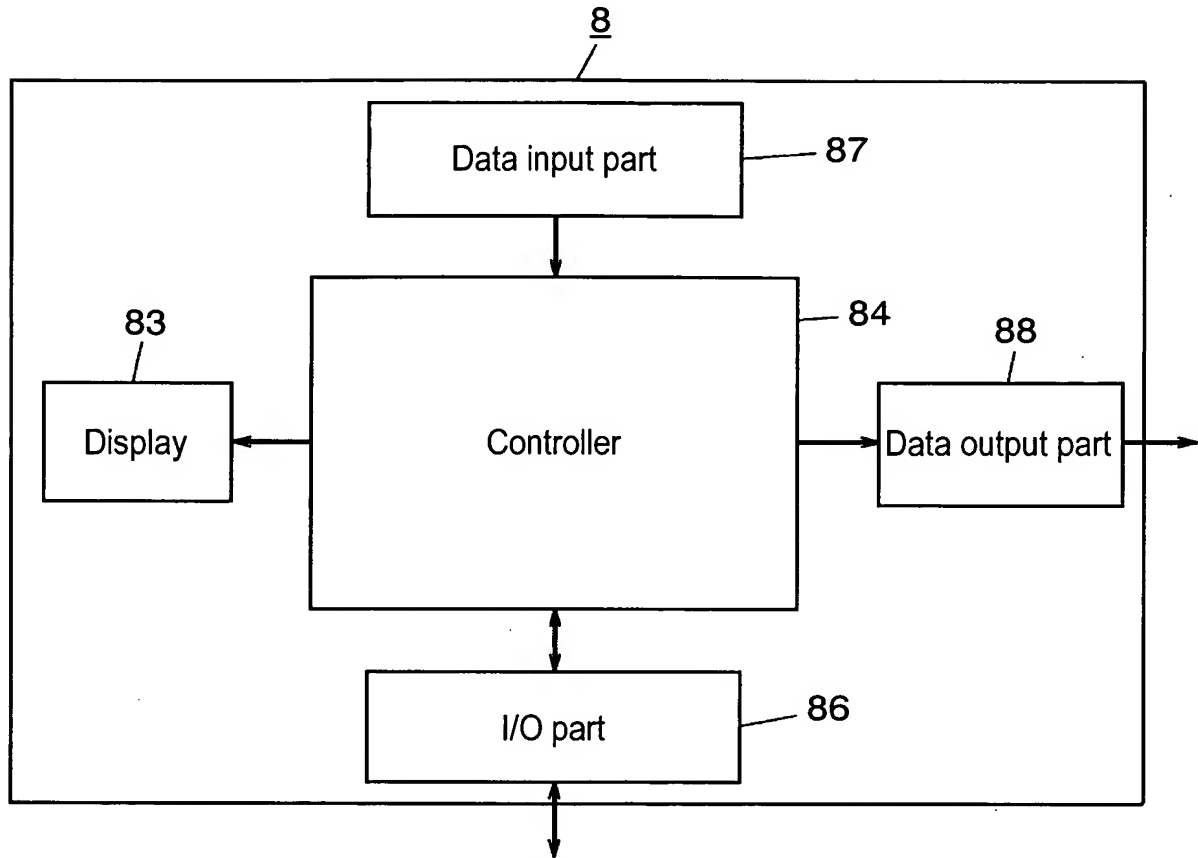 8
Data input part
87
83
84
88
Display
Controller
Data output part
I/O part
86